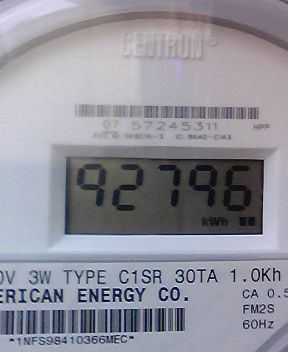 CENTRON®
07 57245311 HPP
92796
kWh
0V 3W TYPE C1SR 30TA 1.0Kh
ERICAN ENERGY CO.
CA 0.5
FM2S
60Hz
*1NFS98410366MEC*